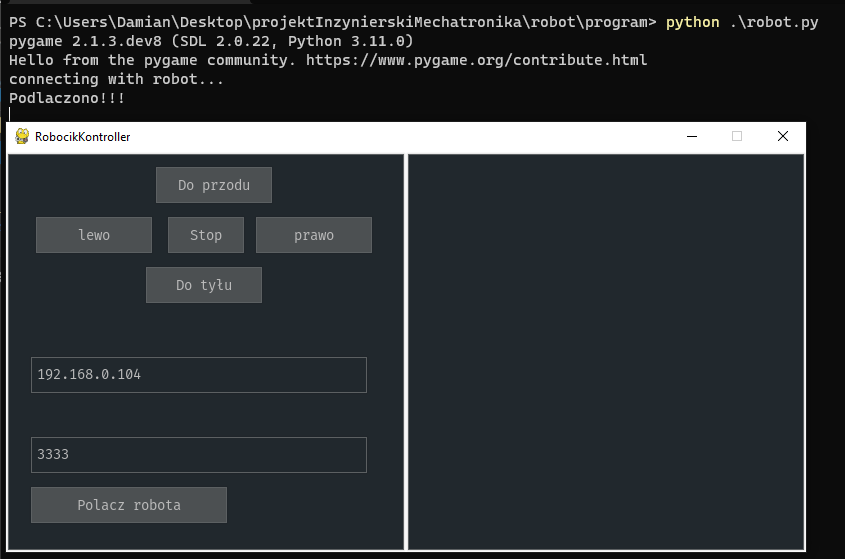 PS C:\Users\Damian\Desktop\projektInzynierskiMechatronika\robot\program> python .\robot.py
pygame 2.1.3.dev8 (SDL 2.0.22, Python 3.11.0)
Hello from the pygame community. https://www.pygame.org/contribute.html
connecting with robot...
Podlaczono!!!
RobocikKontroller
Do przodu
lewo
Stop
prawo
Do tyłu
192.168.0.104
3333
Polacz robota